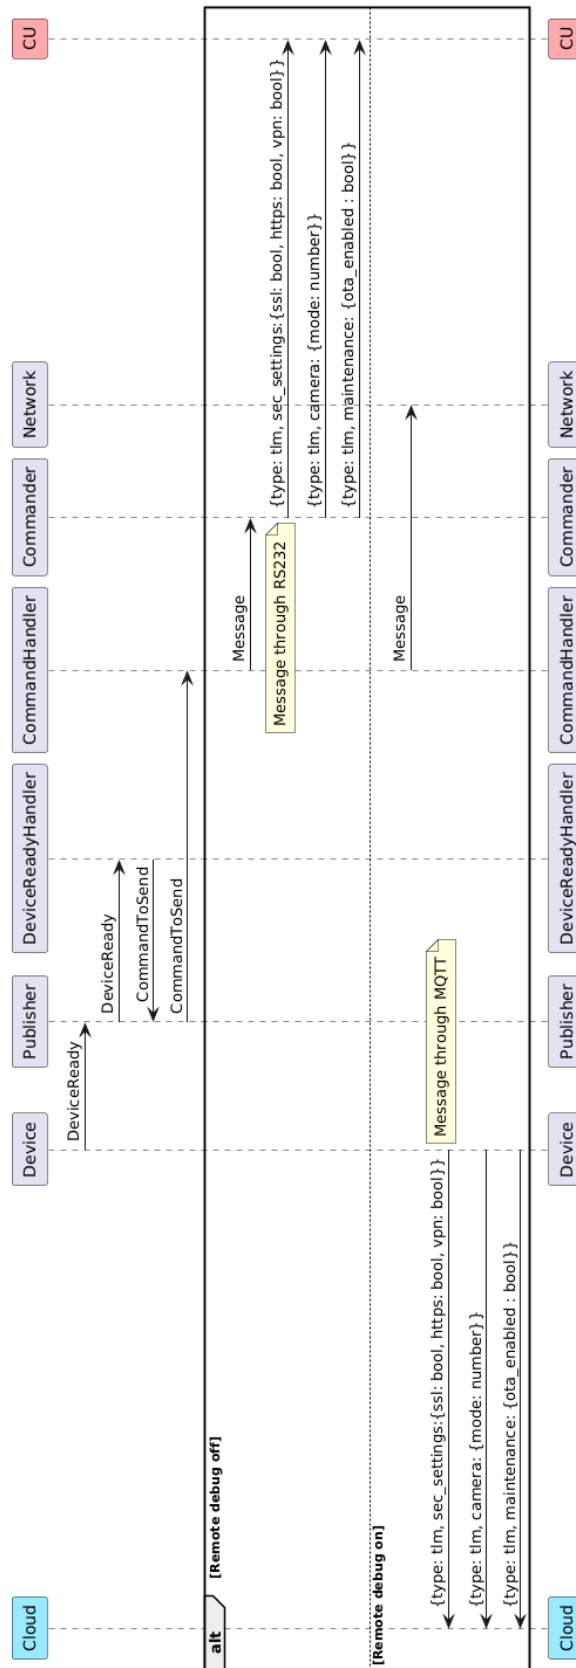 Cloud
Device
Publisher
DeviceReadyHandler
CommandHandler
Commander
Network
CU
DeviceReady
DeviceReady
CommandToSend
CommandToSend
alt
[Remote debug off]
Message
Message through RS232
{type: tlm, sec_settings:{ssl: bool, https: bool, vpn: bool}}
{type: tlm, camera: {mode: number}}
{type: tlm, maintenance: {ota_enabled : bool}}
[Remote debug on]
Message
Message through MQTT
{type: tlm, sec_settings:{ssl: bool, https: bool, vpn: bool}}
{type: tlm, camera: {mode: number}}
{type: tlm, maintenance: {ota_enabled : bool}}
Cloud
Device
Publisher
DeviceReadyHandler
CommandHandler
Commander
Network
CU